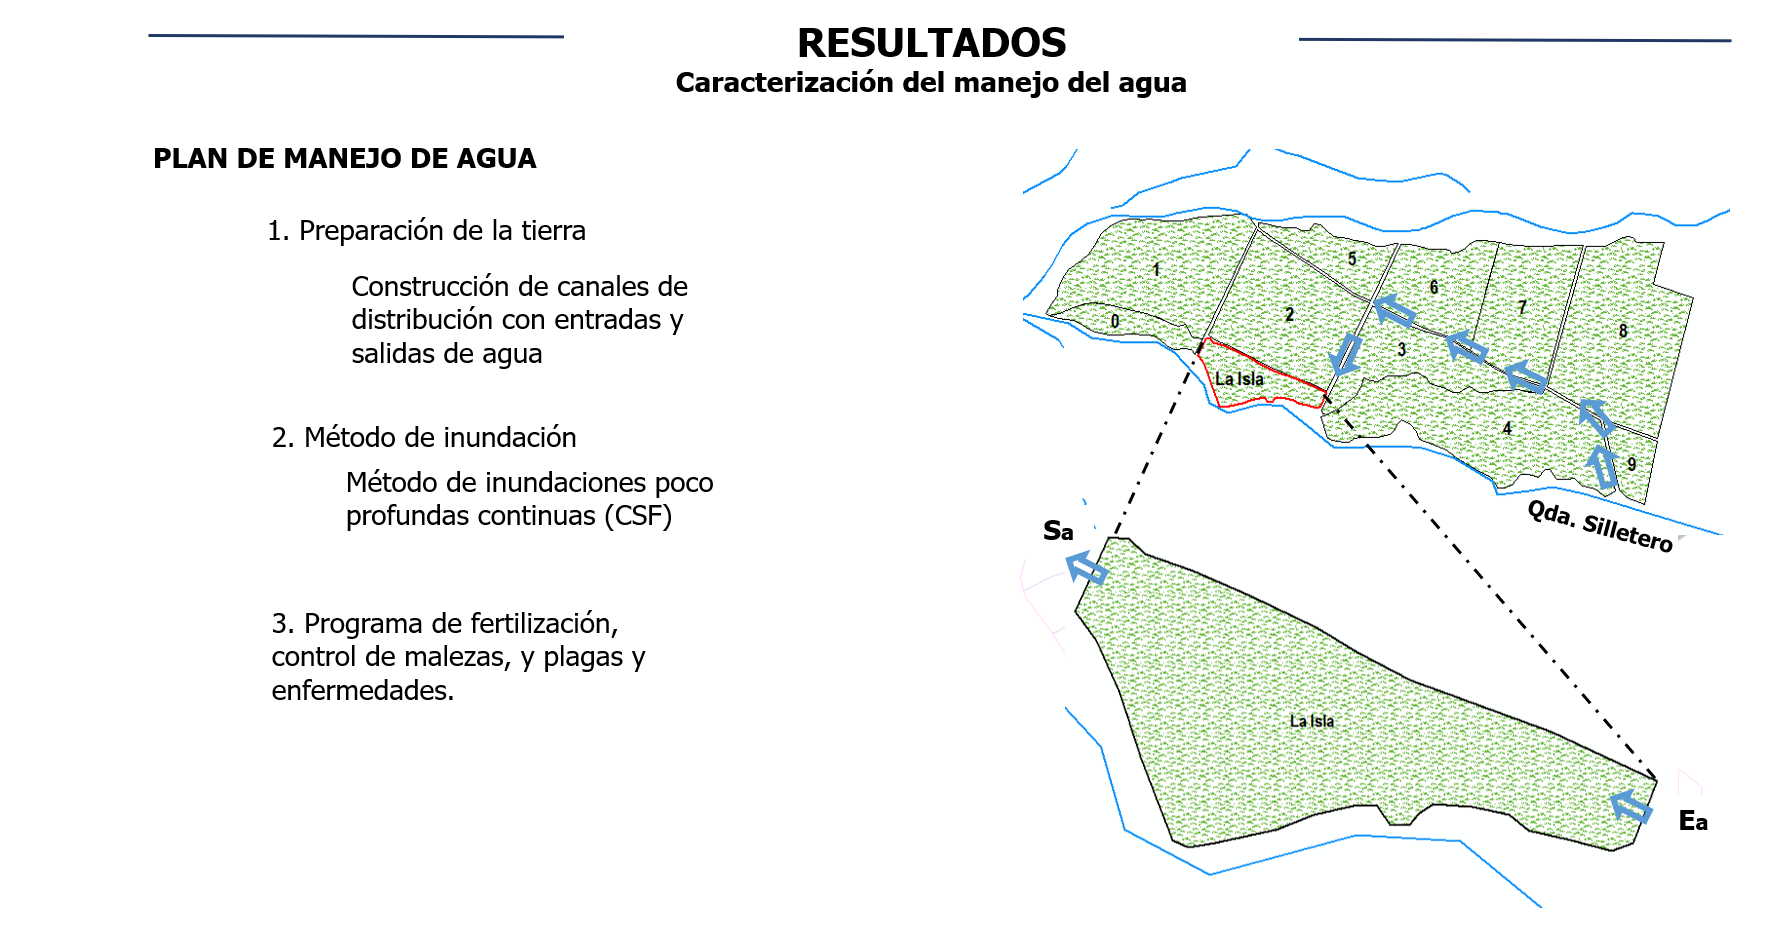 RESULTADOS
Caracterización del manejo del agua
PLAN DE MANEJO DE AGUA
1. Preparación de la tierra
Construcción de canales de
distribución con entradas y
salidas de agua
2. Método de inundación
Método de inundaciones poco
profundas continuas (CSF)
3. Programa de fertilización,
control de malezas, y plagas y
enfermedades.
1
0
2
5
6
7
8
3
La Isla
4
9
Qda. Silletero
Sa
La Isla
Ea